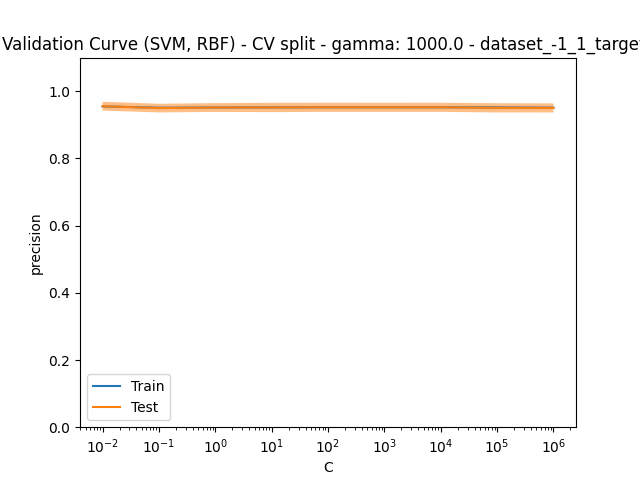 Validation Curve (SVM, RBF) - CV split - gamma: 1000.0 - dataset_-1_1_targe
1.0
0.8
0.6
0.4
0.2
0.0
precision
Train
Test
10⁻² 10⁻¹ 10⁰ 10¹ 10² 10³ 10⁴ 10⁵ 10⁶
C